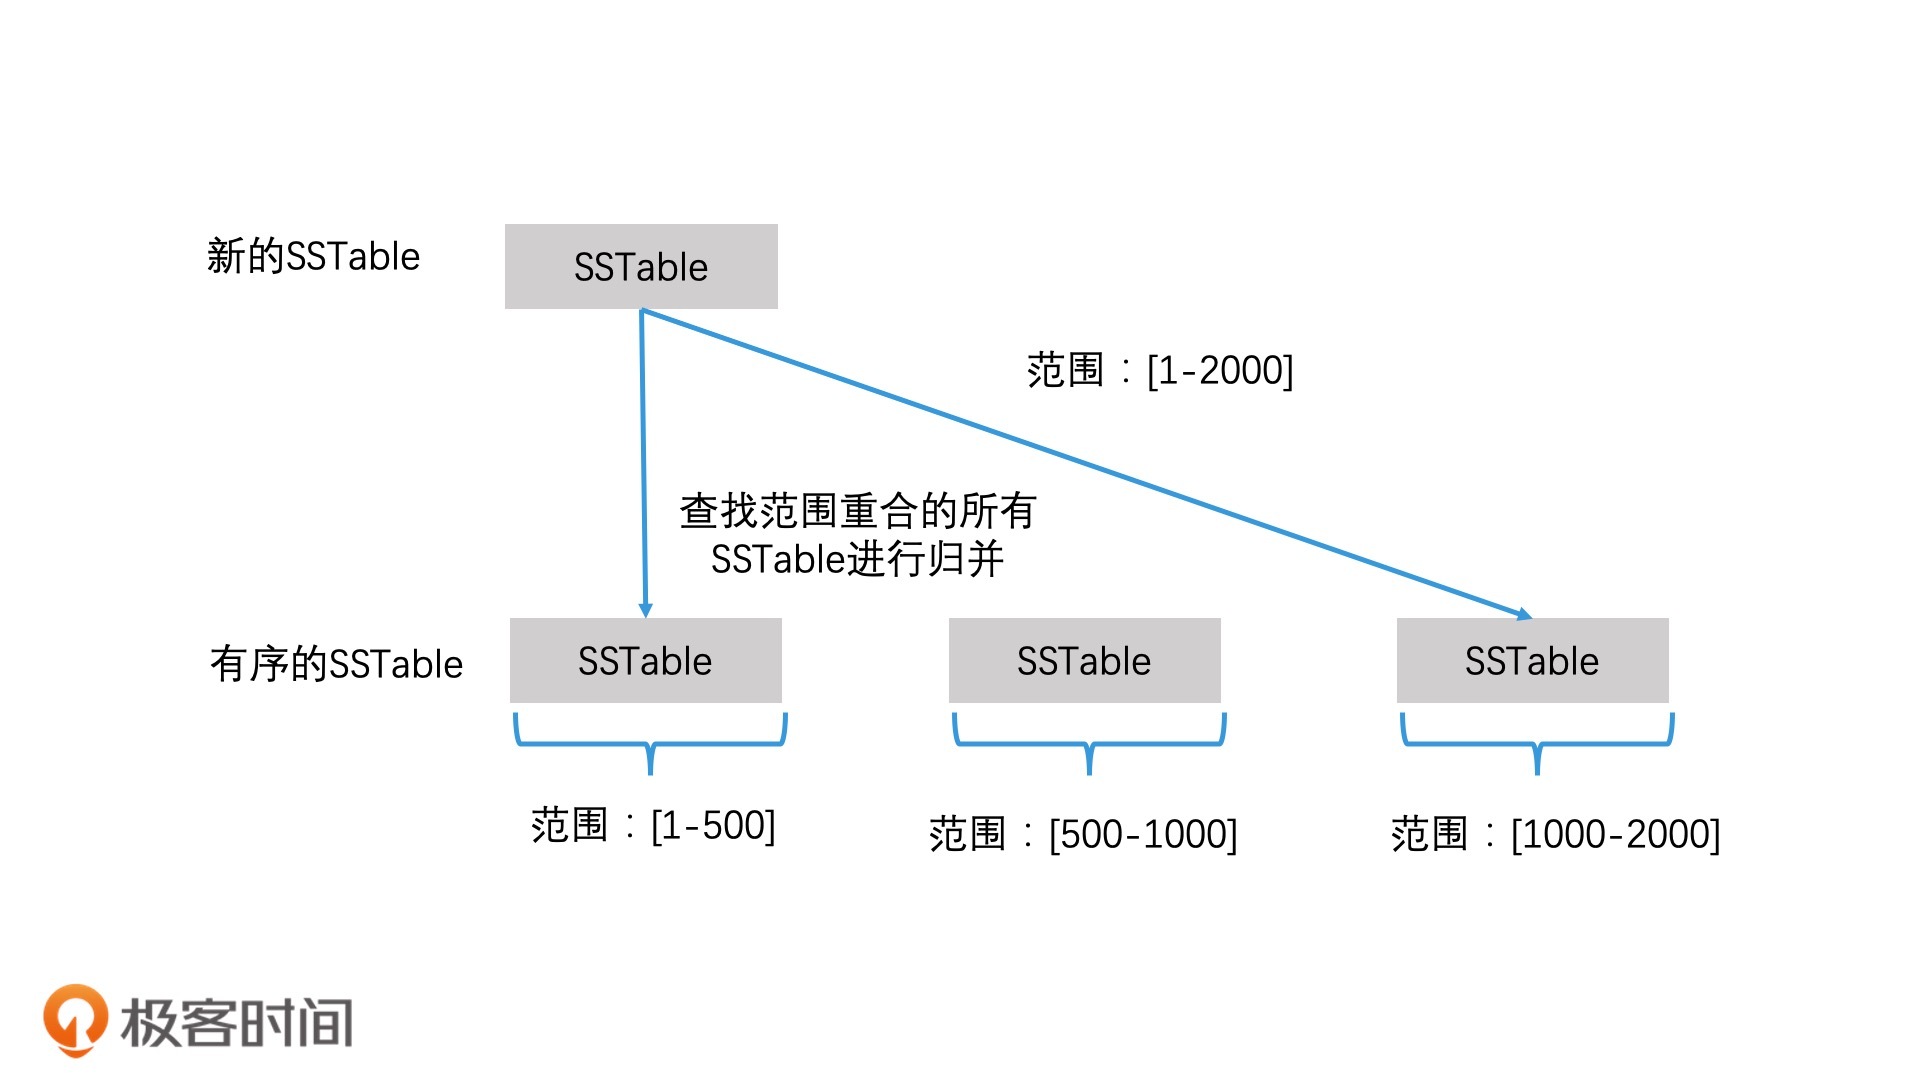 新的SSTable
SSTable
范围：[1-2000]
查找范围重合的所有
SSTable进行归并
有序的SSTable
SSTable
SSTable
SSTable
范围：[1-500]
范围：[500-1000]
范围：[1000-2000]
极客时间